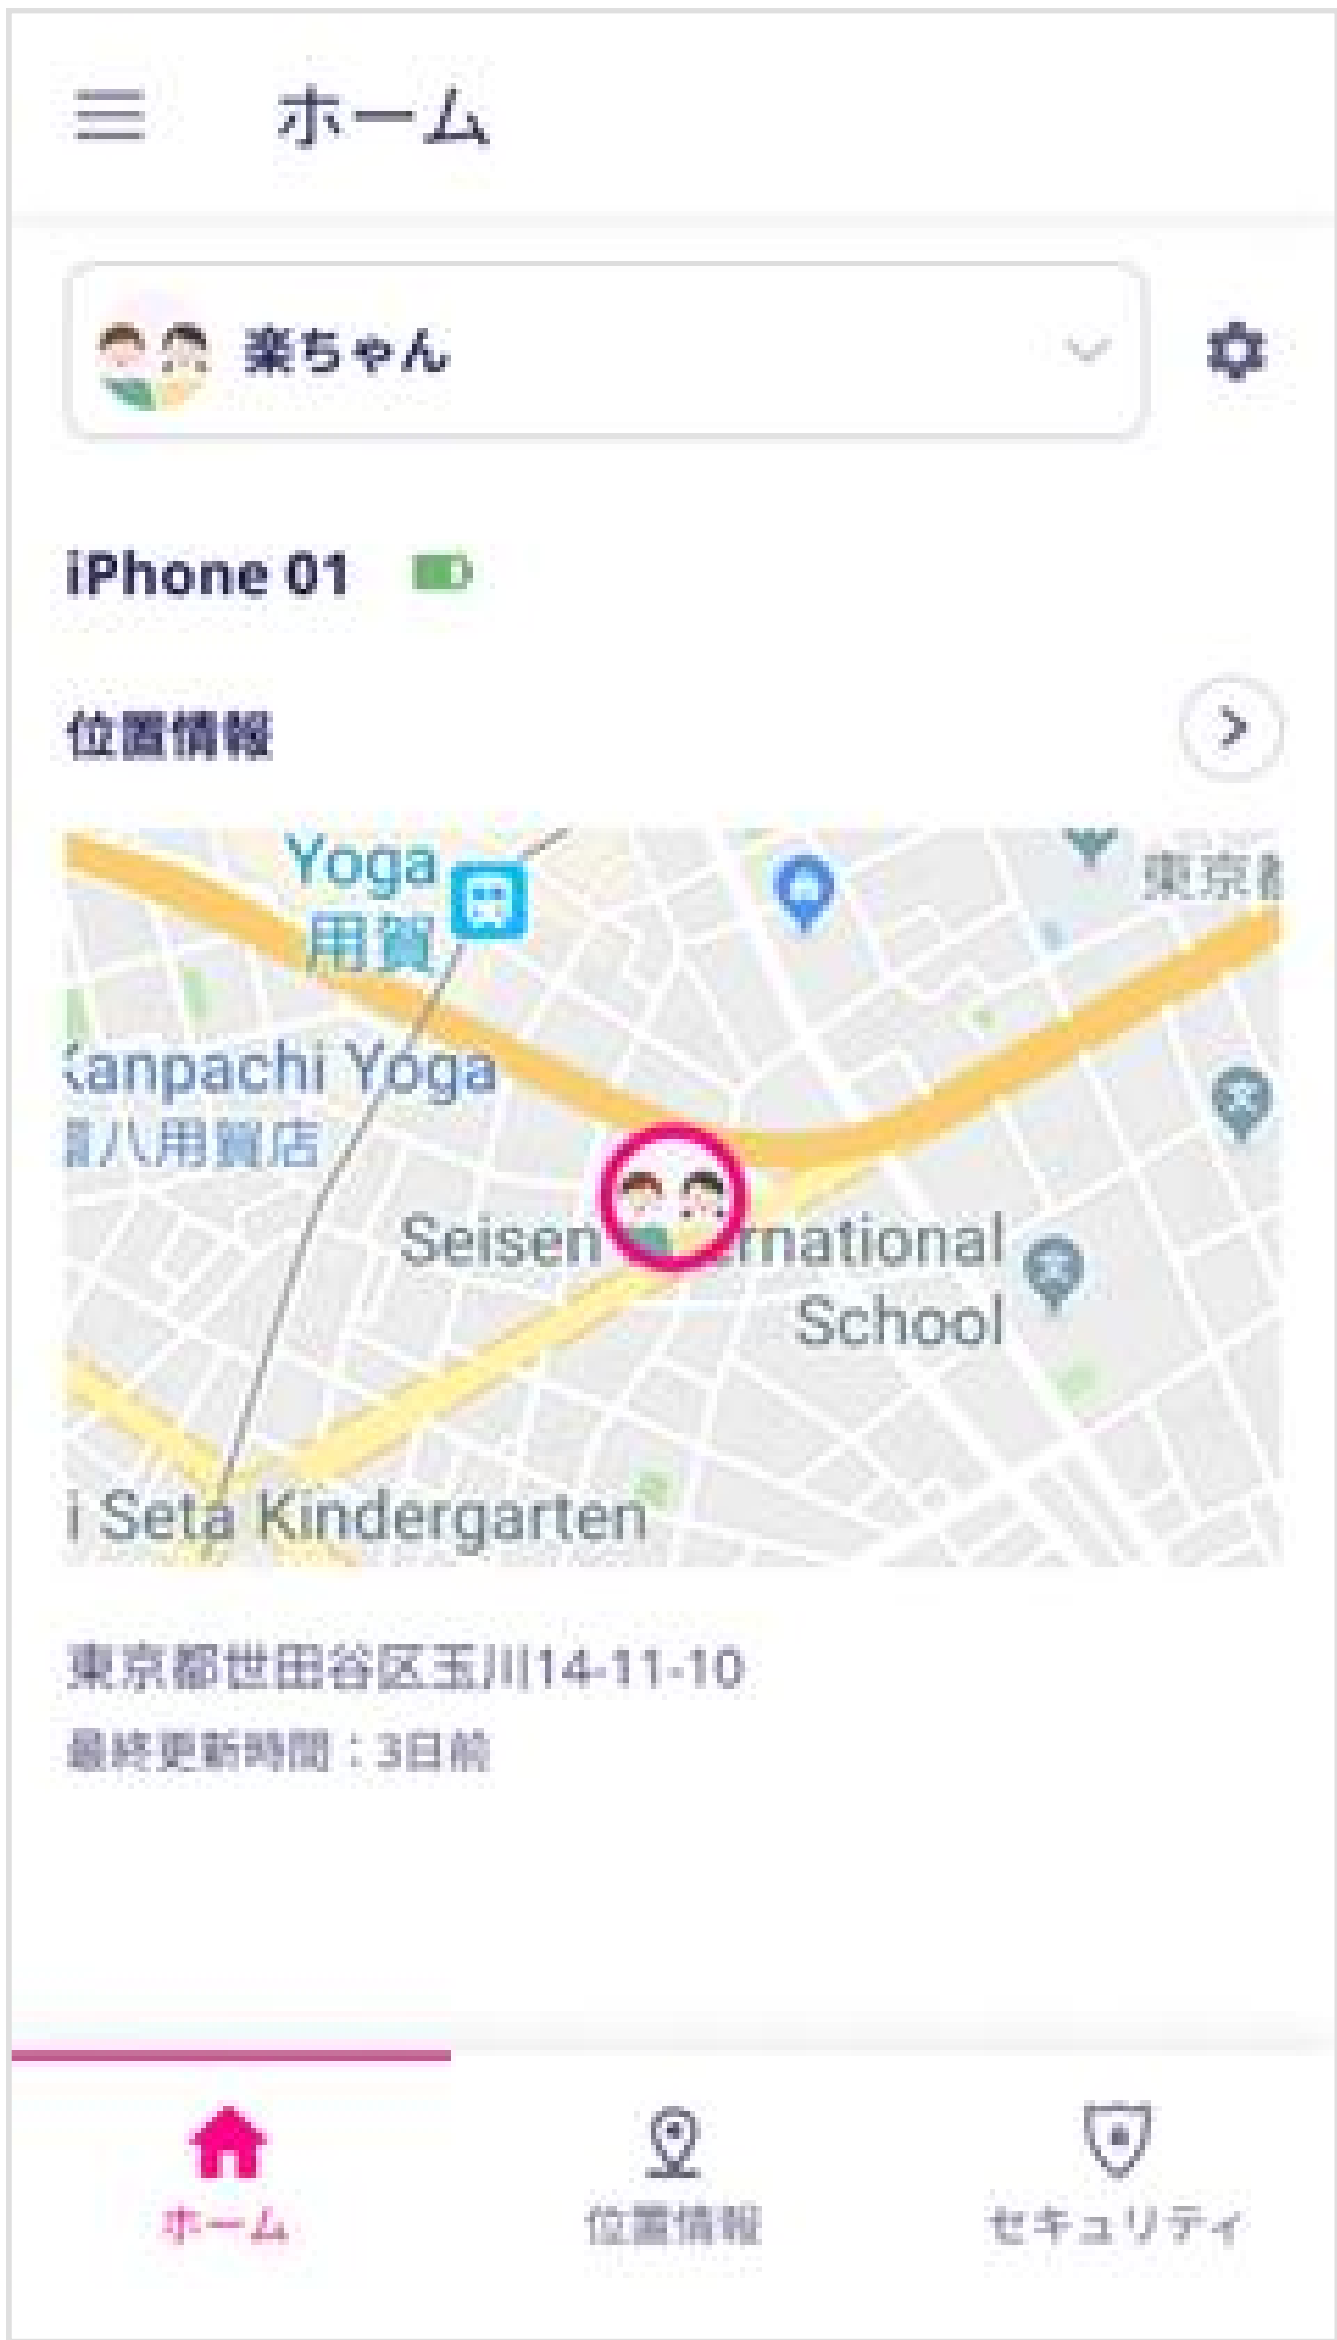 ホーム
楽ちゃん
iPhone 01
位置情報
Yoga
用賀
東京都
Kanpachi Yoga
環八用賀店
Seisen
rnational
School
i Seta Kindergarten
東京都世田谷区玉川14-11-10
最終更新時間：3日前
ホーム
位置情報
セキュリティ